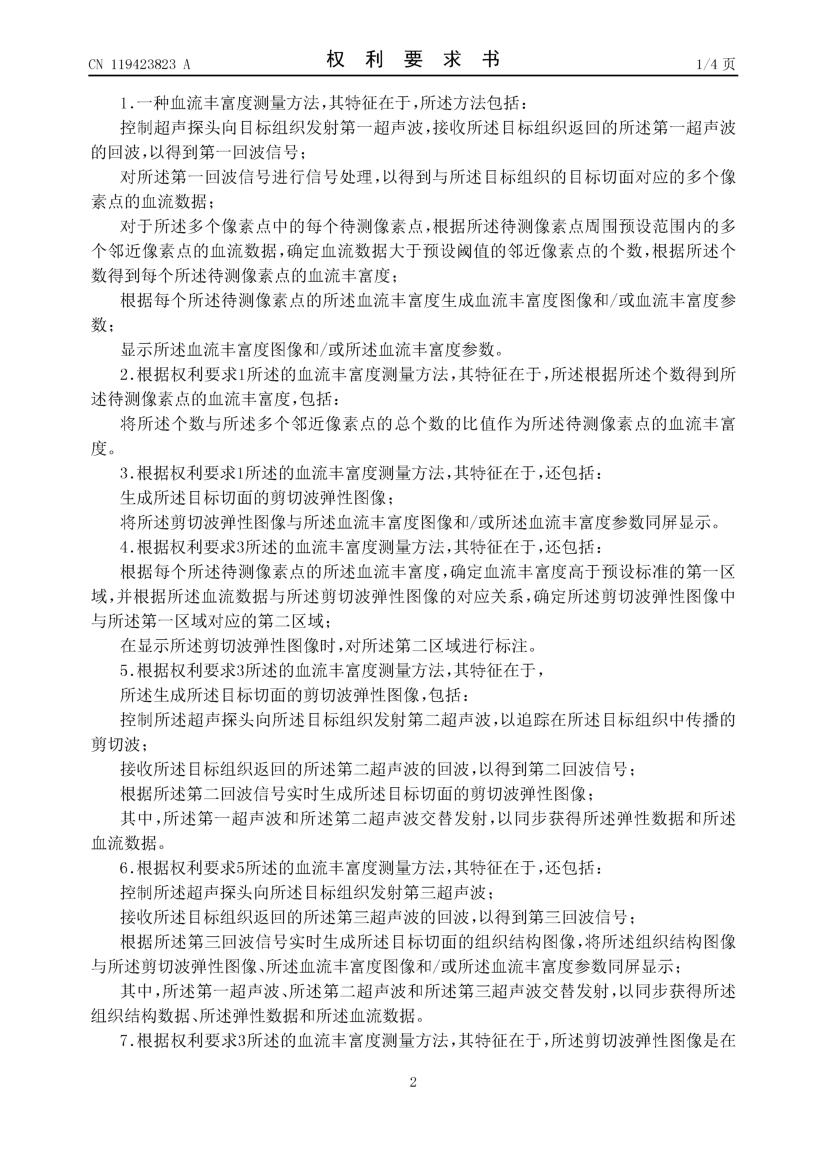 CN 119423823 A
权 利 要 求 书
1/4 页
1.一种血流丰富度测量方法,其特征在于,所述方法包括:
控制超声探头向目标组织发射第一超声波,接收所述目标组织返回的所述第一超声波
的回波,以得到第一回波信号;
对所述第一回波信号进行信号处理,以得到与所述目标组织的目标切面对应的多个像
素点的血流数据;
对于所述多个像素点中的每个待测像素点,根据所述待测像素点周围预设范围内的多
个邻近像素点的血流数据,确定血流数据大于预设阈值的邻近像素点的个数,根据所述个
数得到每个所述待测像素点的血流丰富度;
根据每个所述待测像素点的所述血流丰富度生成血流丰富度图像和/或血流丰富度参
数;
显示所述血流丰富度图像和/或所述血流丰富度参数。
2.根据权利要求1所述的血流丰富度测量方法,其特征在于,所述根据所述个数得到所
述待测像素点的血流丰富度,包括:
将所述个数与所述多个邻近像素点的总个数的比值作为所述待测像素点的血流丰富
度。
3.根据权利要求1所述的血流丰富度测量方法,其特征在于,还包括:
生成所述目标切面的剪切波弹性图像;
将所述剪切波弹性图像与所述血流丰富度图像和/或所述血流丰富度参数同屏显示。
4.根据权利要求3所述的血流丰富度测量方法,其特征在于,还包括:
根据每个所述待测像素点的所述血流丰富度,确定血流丰富度高于预设标准的第一区
域,并根据所述血流数据与所述剪切波弹性图像的对应关系,确定所述剪切波弹性图像中
与所述第一区域对应的第二区域;
在显示所述剪切波弹性图像时,对所述第二区域进行标注。
5.根据权利要求3所述的血流丰富度测量方法,其特征在于,
所述生成所述目标切面的剪切波弹性图像,包括:
控制所述超声探头向所述目标组织发射第二超声波,以追踪在所述目标组织中传播的
剪切波;
接收所述目标组织返回的所述第二超声波的回波,以得到第二回波信号;
根据所述第二回波信号实时生成所述目标切面的剪切波弹性图像;
其中,所述第一超声波和所述第二超声波交替发射,以同步获得所述弹性数据和所述
血流数据。
6.根据权利要求5所述的血流丰富度测量方法,其特征在于,还包括:
控制所述超声探头向所述目标组织发射第三超声波;
接收所述目标组织返回的所述第三超声波的回波,以得到第三回波信号;
根据所述第三回波信号实时生成所述目标切面的组织结构图像,将所述组织结构图像
与所述剪切波弹性图像、所述血流丰富度图像和/或所述血流丰富度参数同屏显示;
其中,所述第一超声波、所述第二超声波和所述第三超声波交替发射,以同步获得所述
组织结构数据、所述弹性数据和所述血流数据。
7.根据权利要求3所述的血流丰富度测量方法,其特征在于,所述剪切波弹性图像是在
2